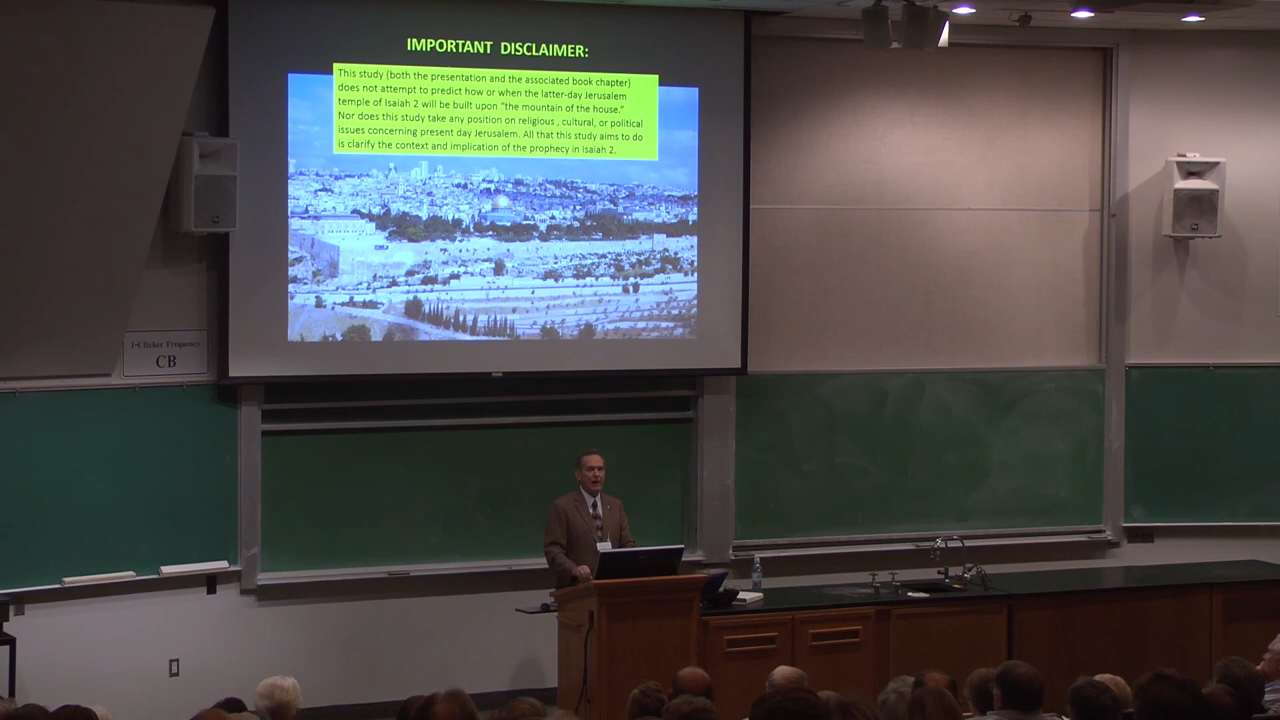 IMPORTANT DISCLAIMER:
This study (both the presentation and the associated book chapter)
does not attempt to predict how or when the latter-day Jerusalem
temple of Isaiah 2 will be built upon “the mountain of the house.”
Nor does this study take any position on religious , cultural, or political
issues concerning present day Jerusalem. All that this study aims to do
is clarify the context and implication of the prophecy in Isaiah 2.
I-Clicker Frequency
CB